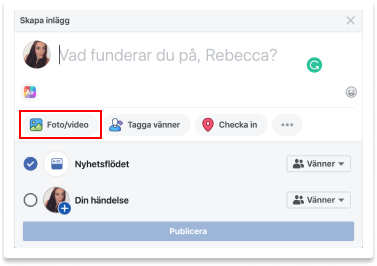 Skapa inlägg
Vad funderar du på, Rebecca?
Foto/video
Tagga vänner
Checka in
Nyhetsflödet
Vänner
Din händelse
Vänner
Publicera